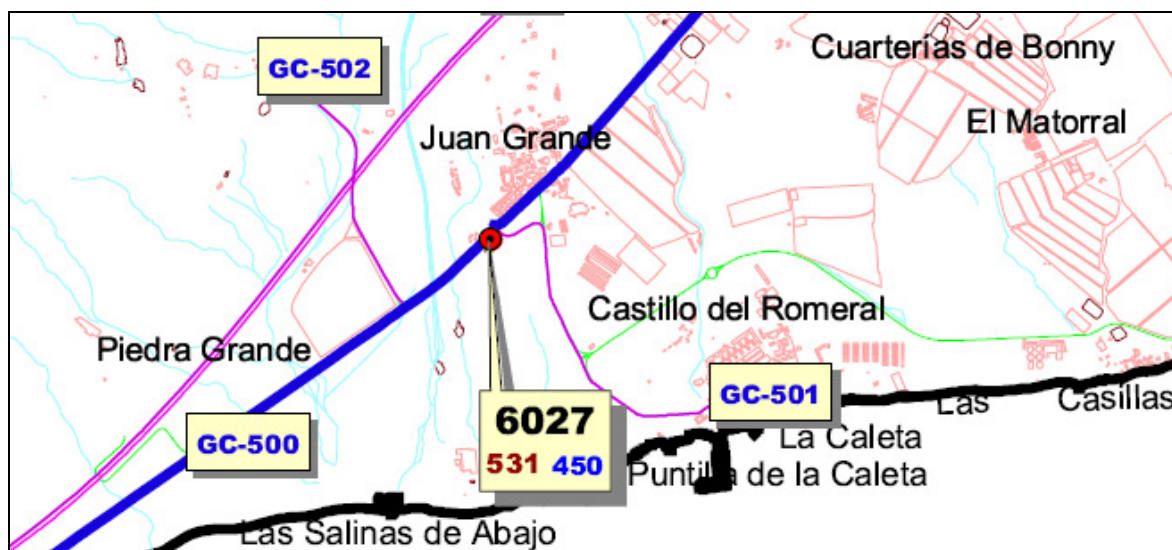 Cuarterías de Bonny
GC-502
El Matorral
Juan Grande
Castillo del Romeral
Piedra Grande
GC-501
Las Casillas
6027
GC-500
La Caleta
531 450
Puntilla de la Caleta
Las Salinas de Abajo